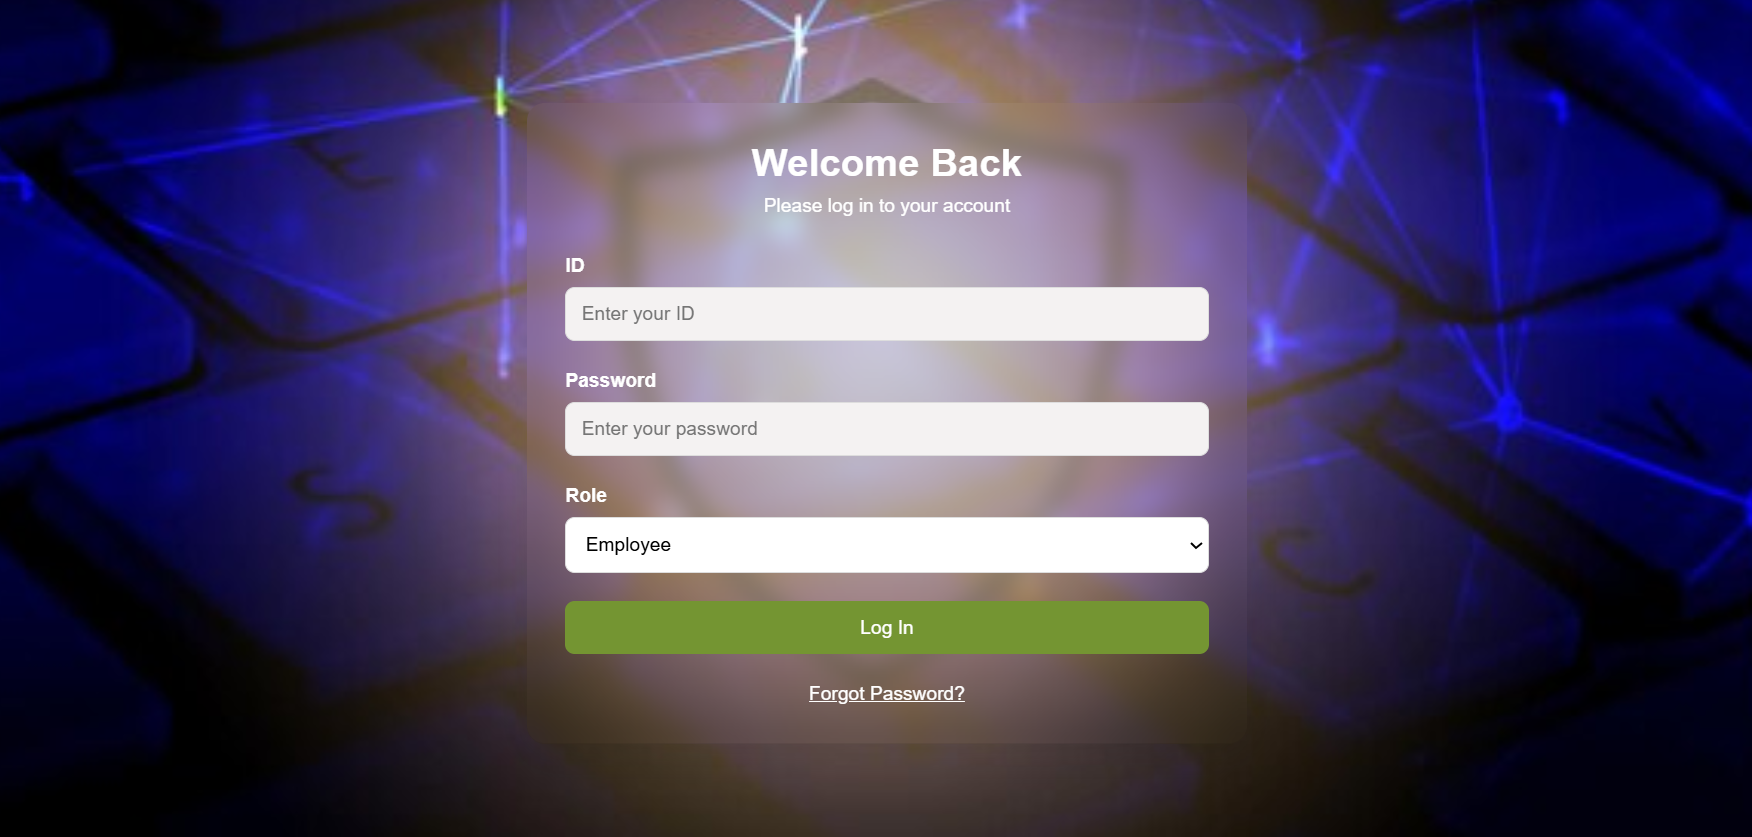 Welcome Back
Please log in to your account
ID
Enter your ID
Password
Enter your password
Role
Employee
Log In
Forgot Password?
E
S
C
V